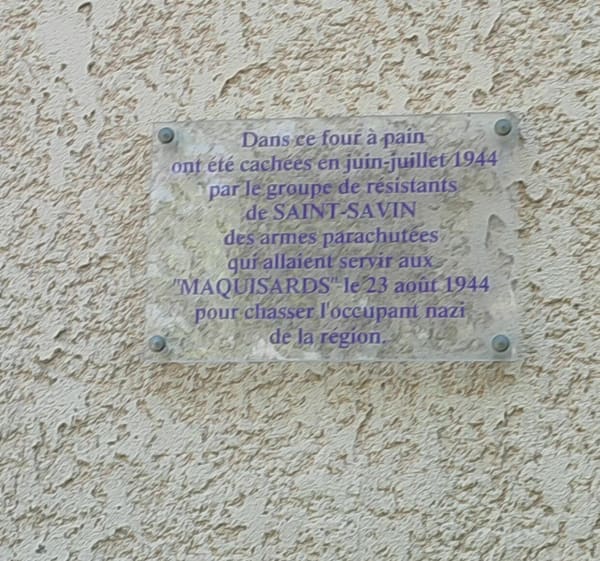 Dans ce four à pain
ont été cachées en juin-juillet 1944
par le groupe de résistants
de SAINT-SAVIN
des armes parachutées
qui allaient servir aux
"MAQUISARDS" le 23 août 1944
pour chasser l'occupant nazi
de la région.